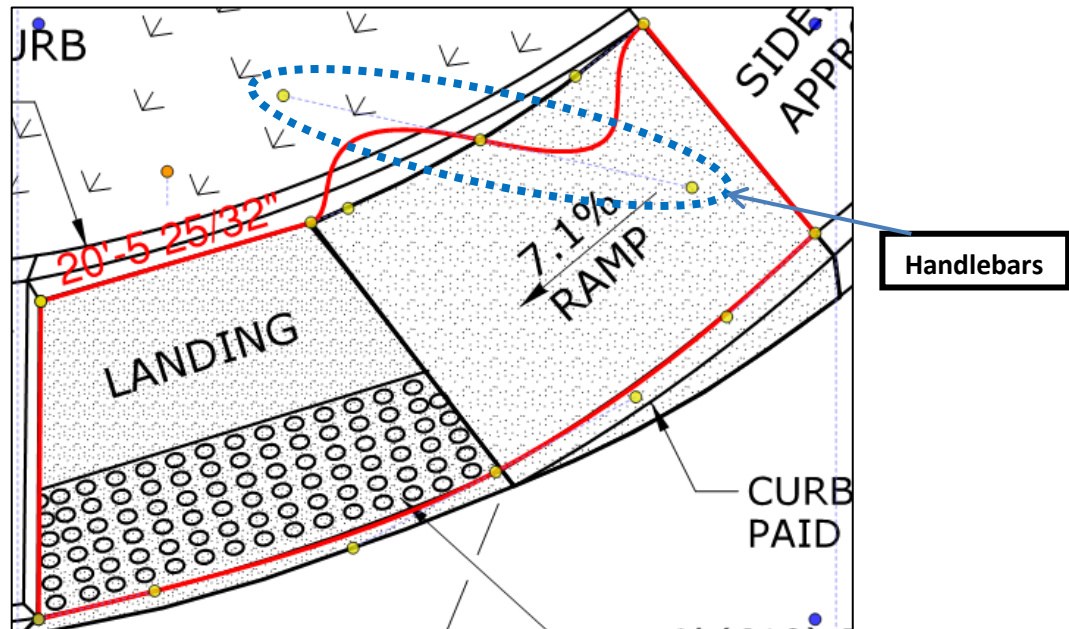 URB
SIDE
APPR
20'-5 25/32"
7.1%
RAMP
Handlebars
LANDING
CURB
PAID